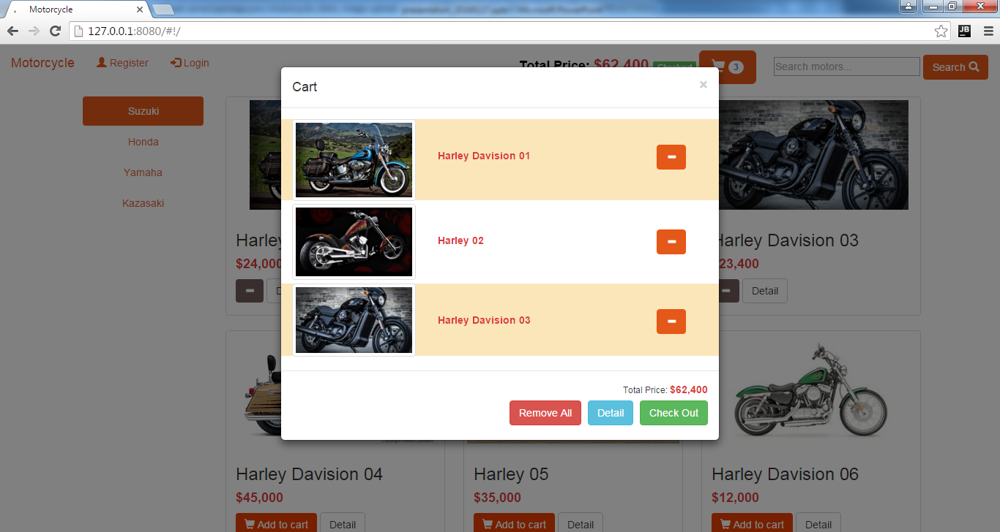 Motorcycle
127.0.0.1:8080/#!/
JB
Motorcycle
Register
Login
Total Price: $62,400
Checkout
3
Search motors...
Search
Suzuki
Honda
Yamaha
Kazasaki
Cart
×
Harley Davision 01
Harley 02
Harley Davision 03
Total Price: $62,400
Remove All
Detail
Check Out
Harley
$24,000
D
Harley Davision 03
23,400
Detail
Harley Davision 04
$45,000
Add to cart
Detail
Harley 05
$35,000
Add to cart
Detail
Harley Davision 06
$12,000
Add to cart
Detail